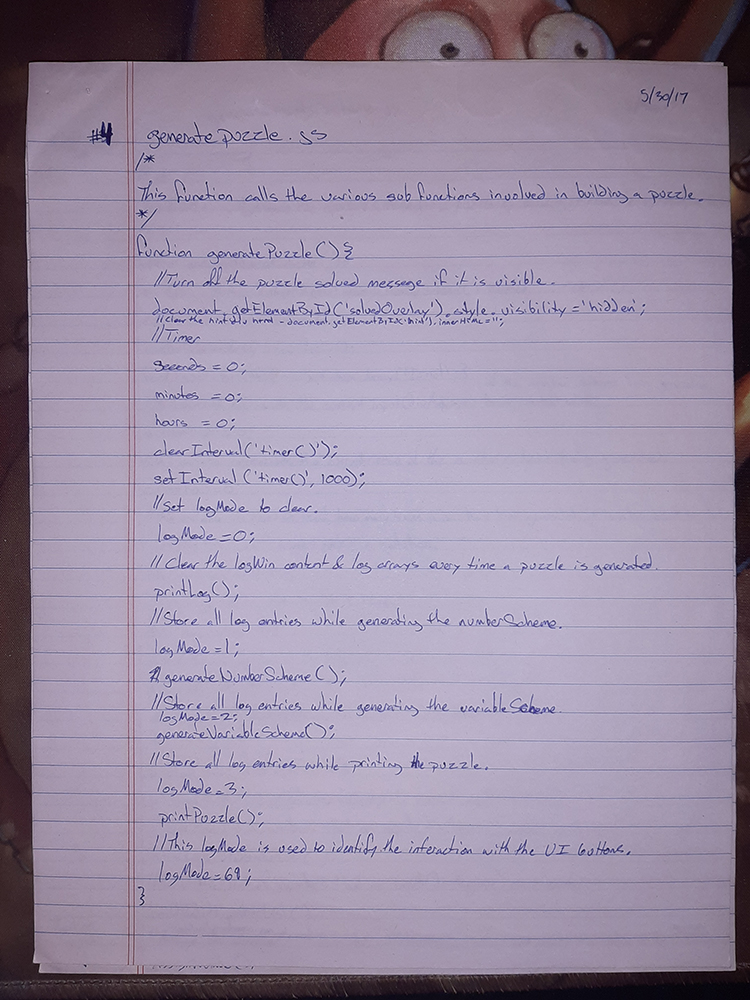 5/30/17
#4 generatePuzzle.js
/*
This function calls the various sub functions involved in building a puzzle.
*/
function generatePuzzle(){
//Turn off the puzzle solved message if it is visible.
document.getElementById('solvedOverlay').style.visibility='hidden';
//Clear the hint div html - document.getElementById('hint').innerHTML='';
//Timer
seconds = 0;
minutes = 0;
hours = 0;
clearInterval('timer()');
setInterval('timer()', 1000);
//Set logMode to clear.
logMode = 0;
//Clear the logWin content & log arrays every time a puzzle is generated.
printLog();
//Store all log entries while generating the numberScheme.
logMode = 1;
generateNumberScheme();
//Store all log entries while generating the variableScheme.
logMode=2;
generateVariableScheme();
//Store all log entries while printing the puzzle.
logMode=3;
printPuzzle();
//This logMode is used to identify the interaction with the UI buttons.
logMode=69;
}